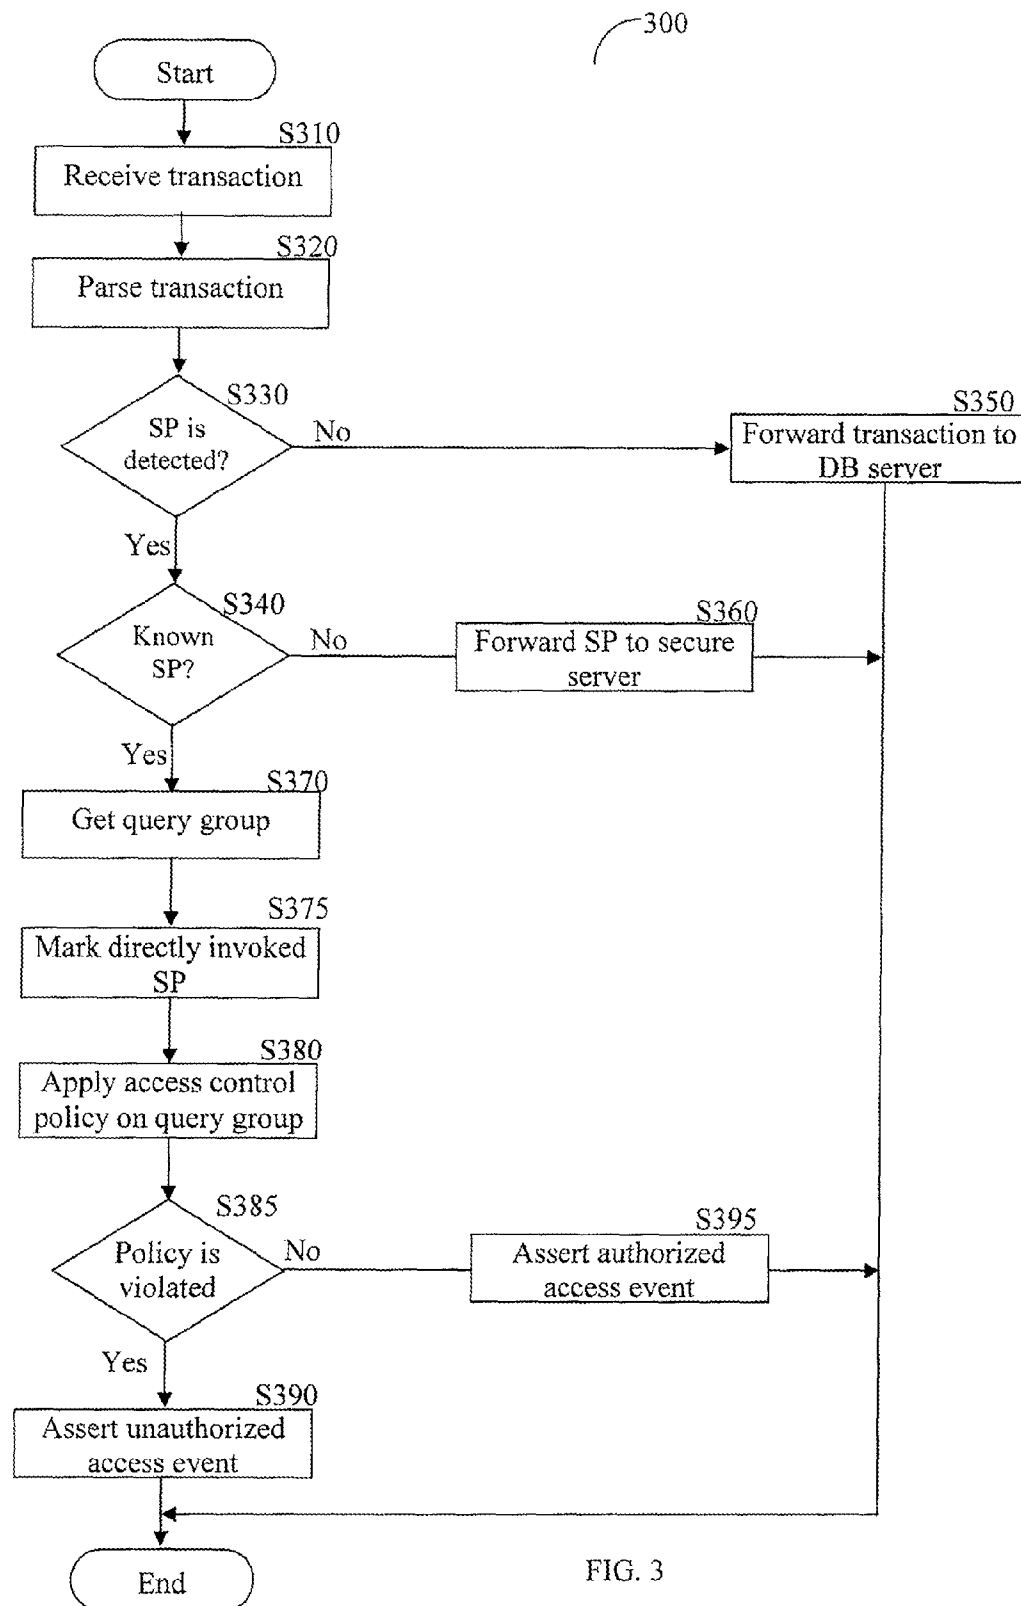 300
Start
S310
Receive transaction
S320
Parse transaction
S330
SP is
detected?
No
S350
Forward transaction to
DB server
Yes
S340
Known
SP?
No
S360
Forward SP to secure
server
Yes
S370
Get query group
S375
Mark directly invoked
SP
S380
Apply access control
policy on query group
S385
Policy is
violated
No
S395
Assert authorized
access event
Yes
S390
Assert unauthorized
access event
End
FIG. 3